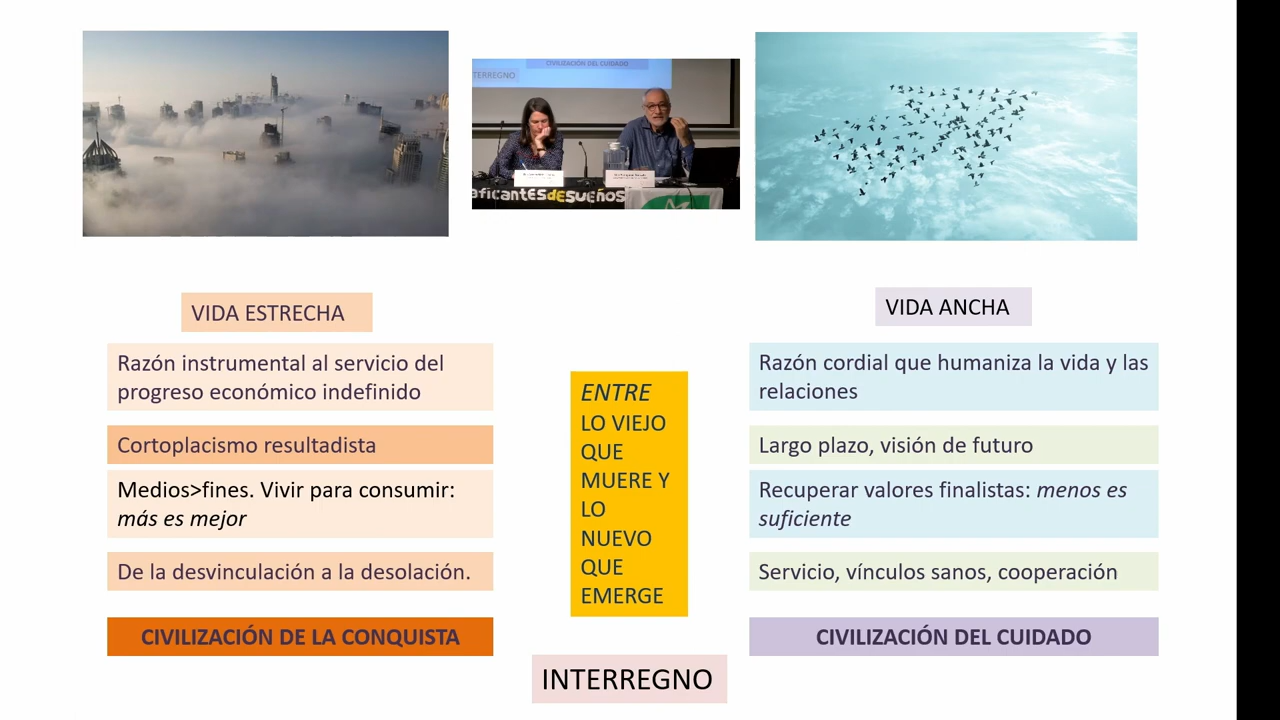 CIVILIZACIÓN DEL CUIDADO
TERREGNO
aficantesdesueños
VIDA ESTRECHA
Razón instrumental al servicio del
progreso económico indefinido
Cortoplacismo resultadista
Medios>fines. Vivir para consumir:
más es mejor
De la desvinculación a la desolación.
CIVILIZACIÓN DE LA CONQUISTA
ENTRE
LO VIEJO
QUE
MUERE Y
LO
NUEVO
QUE
EMERGE
INTERREGNO
VIDA ANCHA
Razón cordial que humaniza la vida y las
relaciones
Largo plazo, visión de futuro
Recuperar valores finalistas: menos es
suficiente
Servicio, vínculos sanos, cooperación
CIVILIZACIÓN DEL CUIDADO